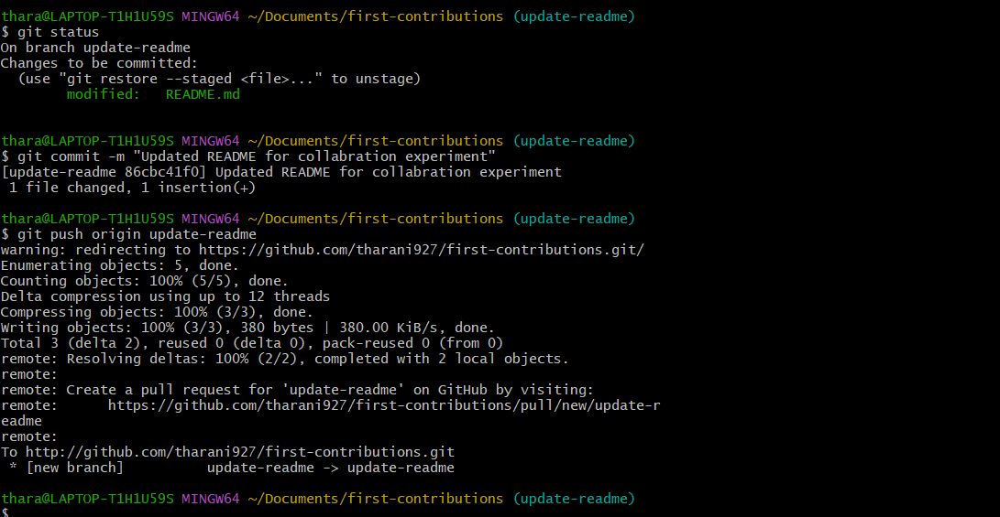 thara@LAPTOP-T1H1U59S MINGW64 ~/Documents/first-contributions (update-readme)
$ git status
On branch update-readme
Changes to be committed:
  (use "git restore --staged <file>..." to unstage)
        modified:   README.md

thara@LAPTOP-T1H1U59S MINGW64 ~/Documents/first-contributions (update-readme)
$ git commit -m "Updated README for collabration experiment"
[update-readme 86cbc41f0] Updated README for collabration experiment
 1 file changed, 1 insertion(+)

thara@LAPTOP-T1H1U59S MINGW64 ~/Documents/first-contributions (update-readme)
$ git push origin update-readme
warning: redirecting to https://github.com/tharani927/first-contributions.git/
Enumerating objects: 5, done.
Counting objects: 100% (5/5), done.
Delta compression using up to 12 threads
Compressing objects: 100% (3/3), done.
Writing objects: 100% (3/3), 380 bytes | 380.00 KiB/s, done.
Total 3 (delta 2), reused 0 (delta 0), pack-reused 0 (from 0)
remote: Resolving deltas: 100% (2/2), completed with 2 local objects.
remote:
remote: Create a pull request for 'update-readme' on GitHub by visiting:
remote:      https://github.com/tharani927/first-contributions/pull/new/update-r
eadme
remote:
To http://github.com/tharani927/first-contributions.git
 * [new branch]          update-readme -> update-readme

thara@LAPTOP-T1H1U59S MINGW64 ~/Documents/first-contributions (update-readme)
$